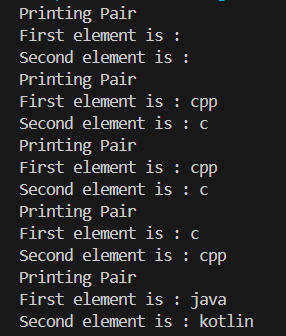 Printing Pair
First element is :
Second element is :
Printing Pair
First element is : cpp
Second element is : c
Printing Pair
First element is : cpp
Second element is : c
Printing Pair
First element is : c
Second element is : cpp
Printing Pair
First element is : java
Second element is : kotlin